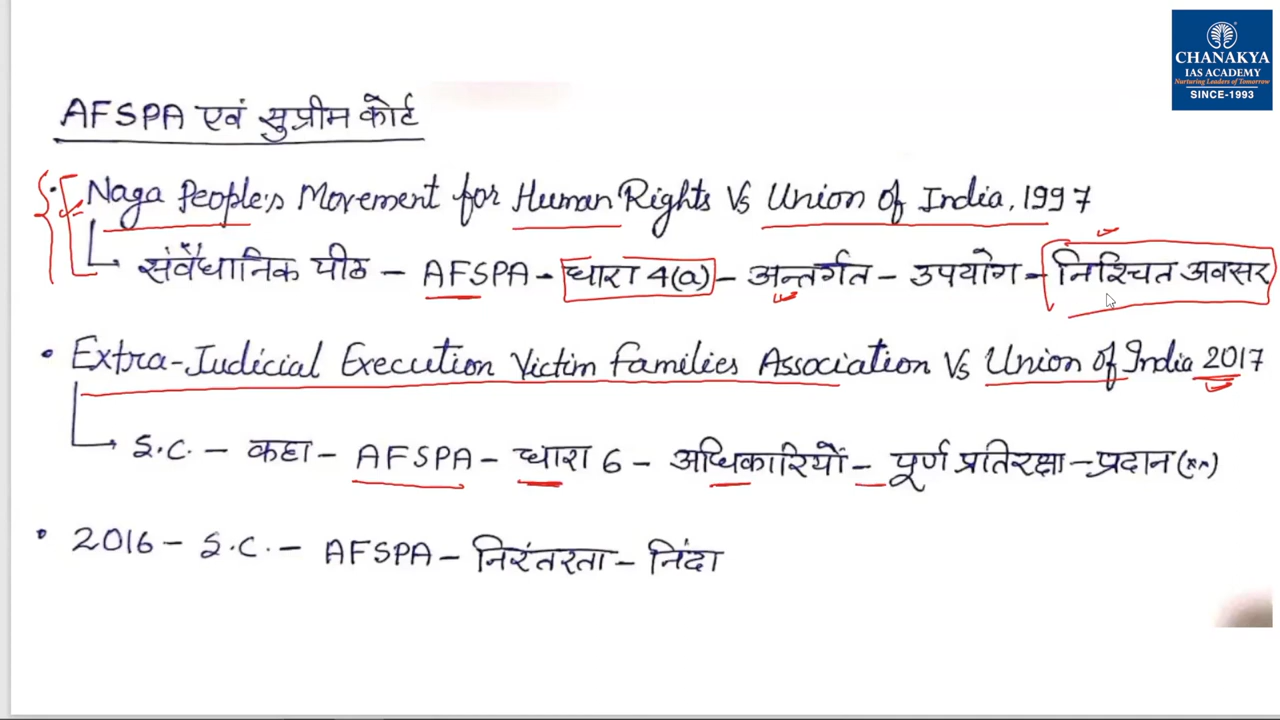 CHANAKYA
IAS ACADEMY
Nurturing Leaders of Tomorrow
SINCE-1993
AFSPA एवं सुप्रीम कोर्ट
• Naga People's Movement for Human Rights Vs Union of India, 1997
संवैधानिक पीठ – AFSPA – धारा 4(a) – अन्तर्गत – उपयोग – निश्चित अवसर
• Extra-Judicial Execution Victim Families Association Vs Union of India 2017
S.C. – कहा – AFSPA – धारा 6 – अधिकारियों – पूर्ण प्रतिरक्षा – प्रदान
• 2016 – S.C. – AFSPA – निरंतरता – निंदा